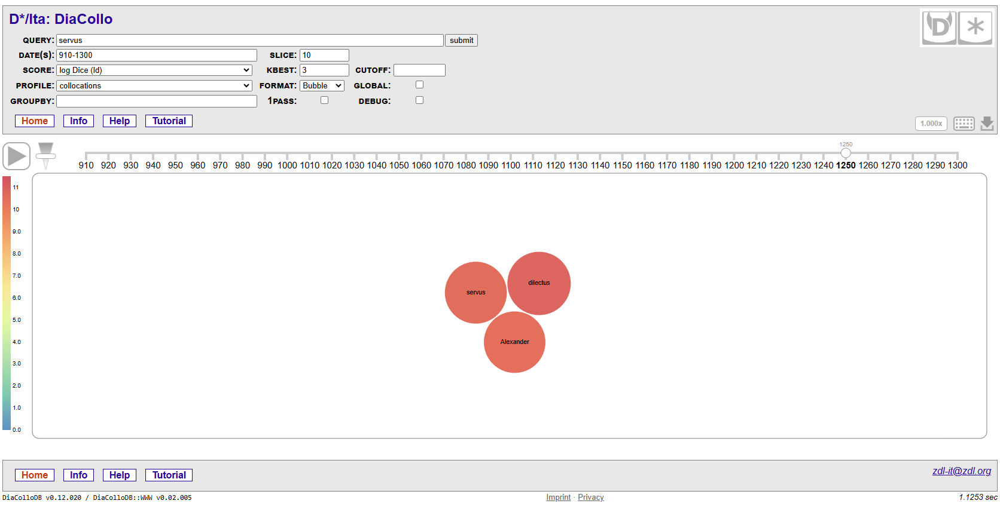 D*/lta: DiaCollo
D *
QUERY: servus submit
DATE(S): 910-1300 SLICE: 10
SCORE: log Dice (ld) KBEST: 3 CUTOFF:
PROFILE: collocations FORMAT: Bubble GLOBAL:
GROUPBY: 1PASS: DEBUG:
Home Info Help Tutorial
1.000x
1250
910 920 930 940 950 960 970 980 990 1000 1010 1020 1030 1040 1050 1060 1070 1080 1090 1100 1110 1120 1130 1140 1150 1160 1170 1180 1190 1200 1210 1220 1230 1240 1250 1260 1270 1280 1290 1300
11
10
9.0
8.0
7.0
6.0
5.0
4.0
3.0
2.0
1.0
0.0
servus
dilectus
Alexander
Home Info Help Tutorial
zdl-it@zdl.org
DiaColloDB v0.12.020 / DiaColloDB::WWW v0.02.005
Imprint · Privacy
1.1253 sec